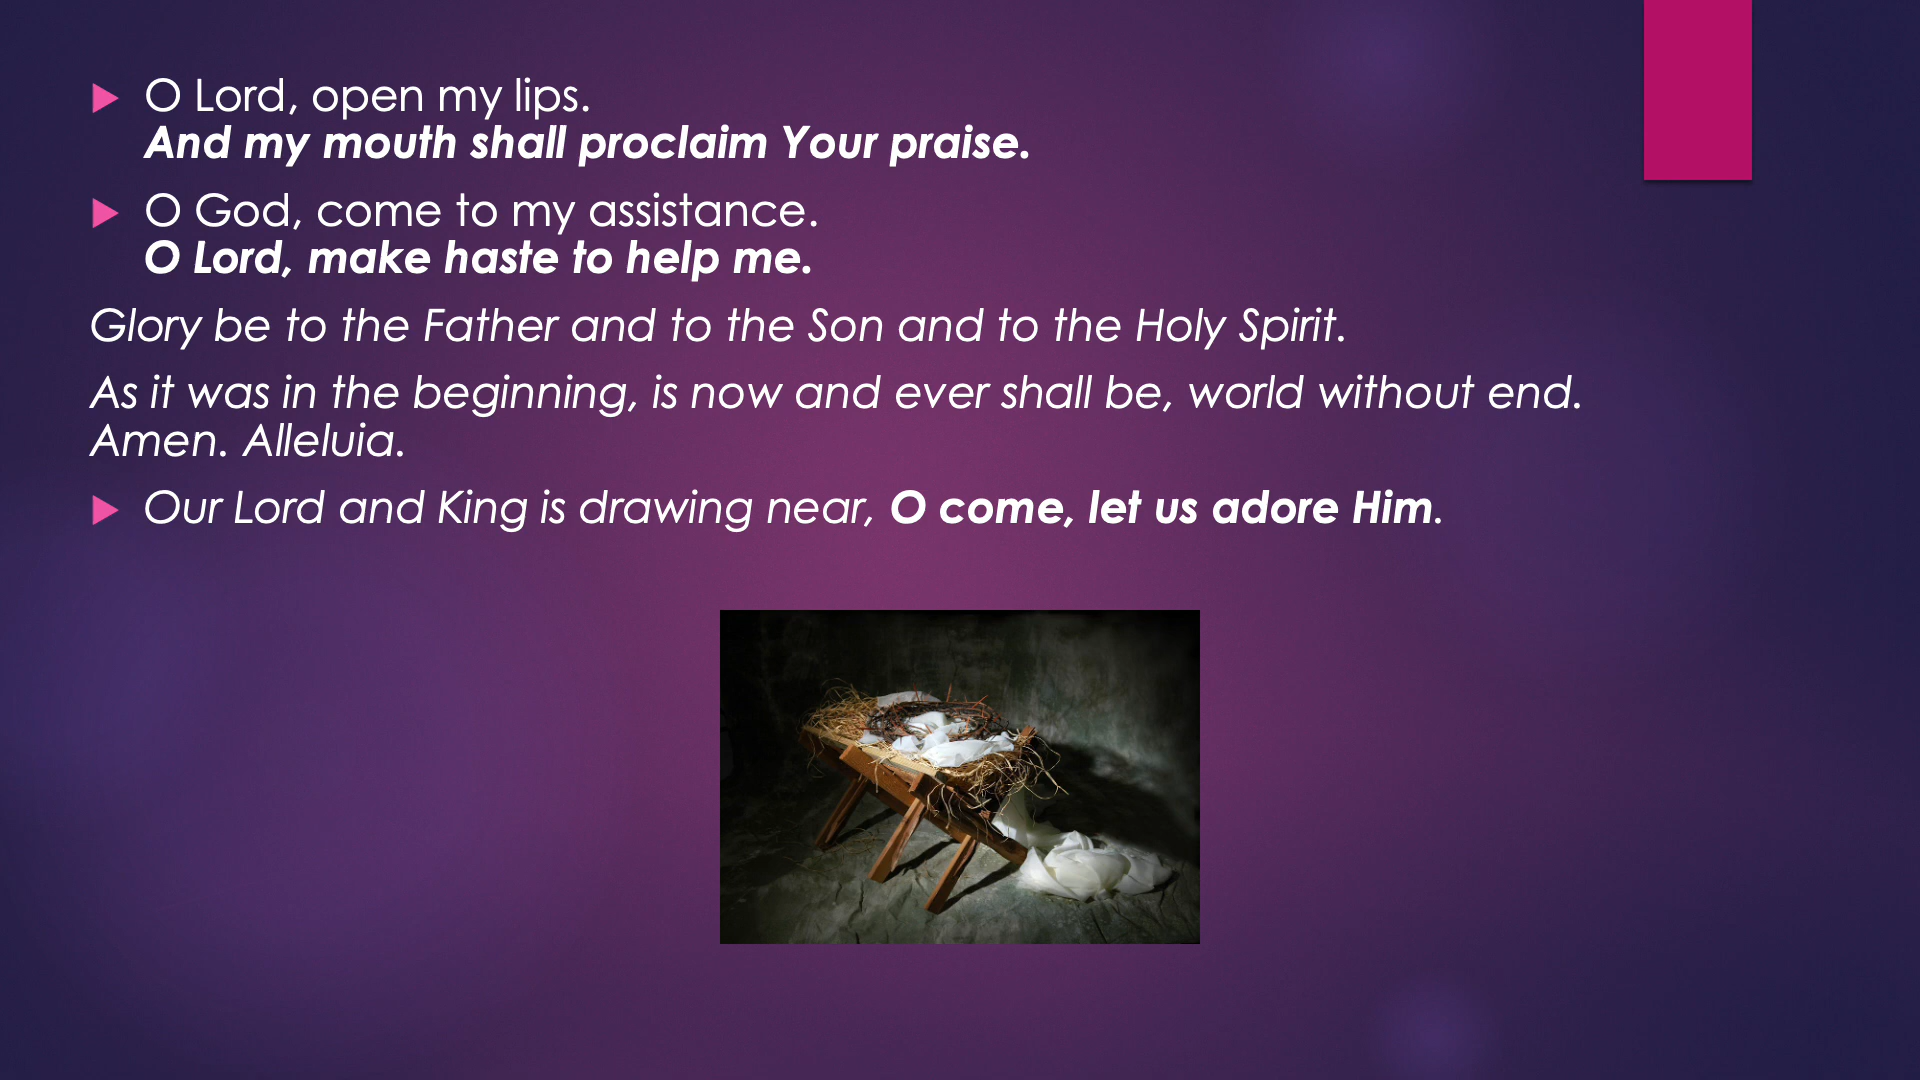 O Lord, open my lips.
And my mouth shall proclaim Your praise.
O God, come to my assistance.
O Lord, make haste to help me.
Glory be to the Father and to the Son and to the Holy Spirit.
As it was in the beginning, is now and ever shall be, world without end.
Amen. Alleluia.
Our Lord and King is drawing near, O come, let us adore Him.